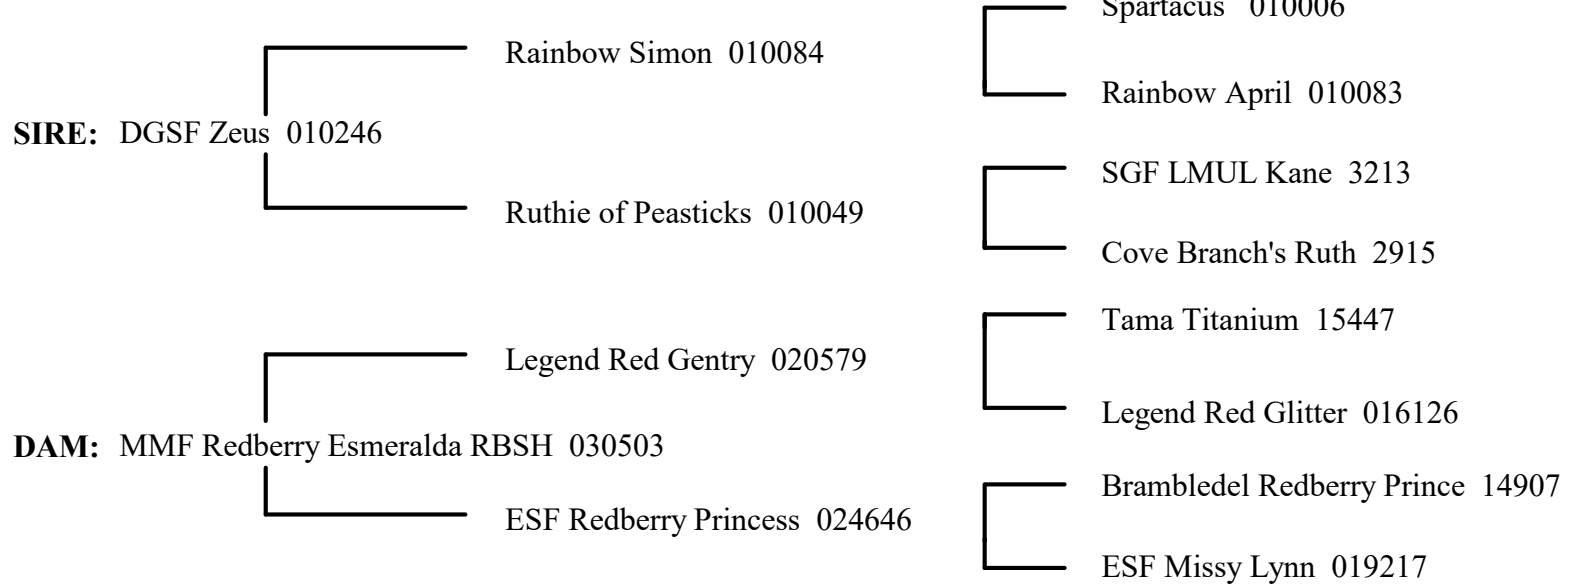 Spartacus 010006
Rainbow Simon 010084
Rainbow April 010083
SIRE: DGSF Zeus 010246
SGF LMUL Kane 3213
Ruthie of Peasticks 010049
Cove Branch's Ruth 2915
Tama Titanium 15447
Legend Red Gentry 020579
Legend Red Glitter 016126
DAM: MMF Redberry Esmeralda RBSH 030503
Brambledel Redberry Prince 14907
ESF Redberry Princess 024646
ESF Missy Lynn 019217